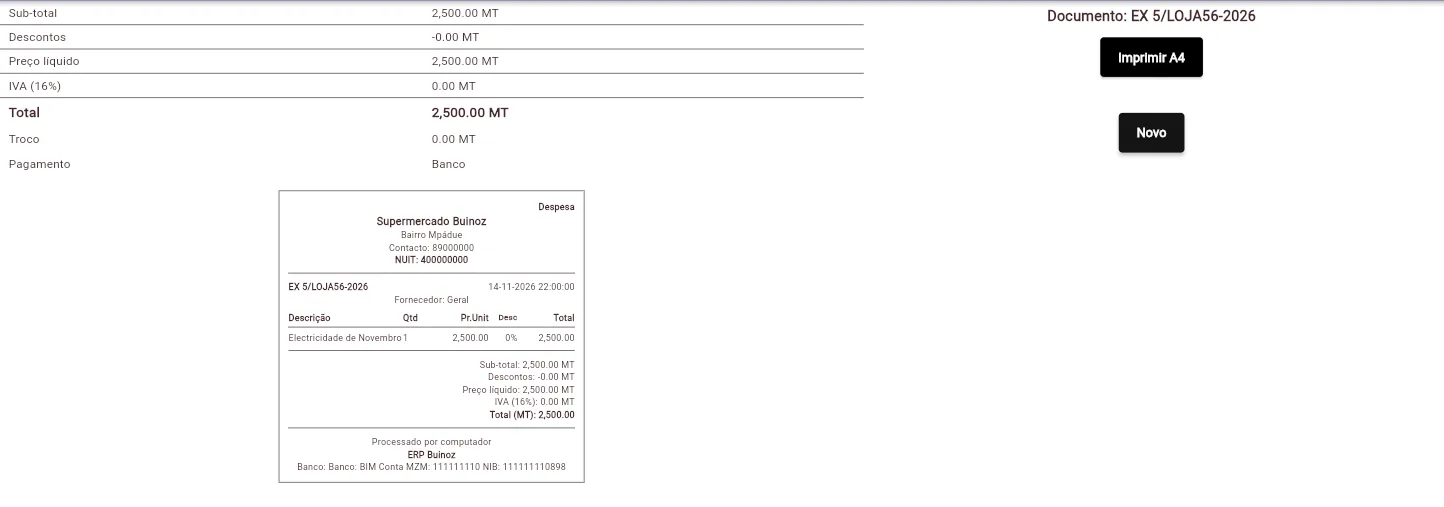 Sub-total 2,500.00 MT
Descontos -0.00 MT
Preço líquido 2,500.00 MT
IVA (16%) 0.00 MT
Total 2,500.00 MT
Troco 0.00 MT
Pagamento Banco
Despesa
Supermercado Buinoz
Bairro Mpádue
Contacto: 89000000
NUIT: 400000000
EX 5/LOJA56-2026 14-11-2026 22:00:00
Fornecedor: Geral
Descrição Qtd Pr.Unit Desc Total
Electricidade de Novembro 1 2,500.00 0% 2,500.00
Sub-total: 2,500.00 MT
Descontos: -0.00 MT
Preço líquido: 2,500.00 MT
IVA (16%): 0.00 MT
Total (MT): 2,500.00
Processado por computador
ERP Buinoz
Banco: Banco: BIM Conta MZM: 111111110 NIB: 111111110898
Documento: EX 5/LOJA56-2026
Imprimir A4
Novo